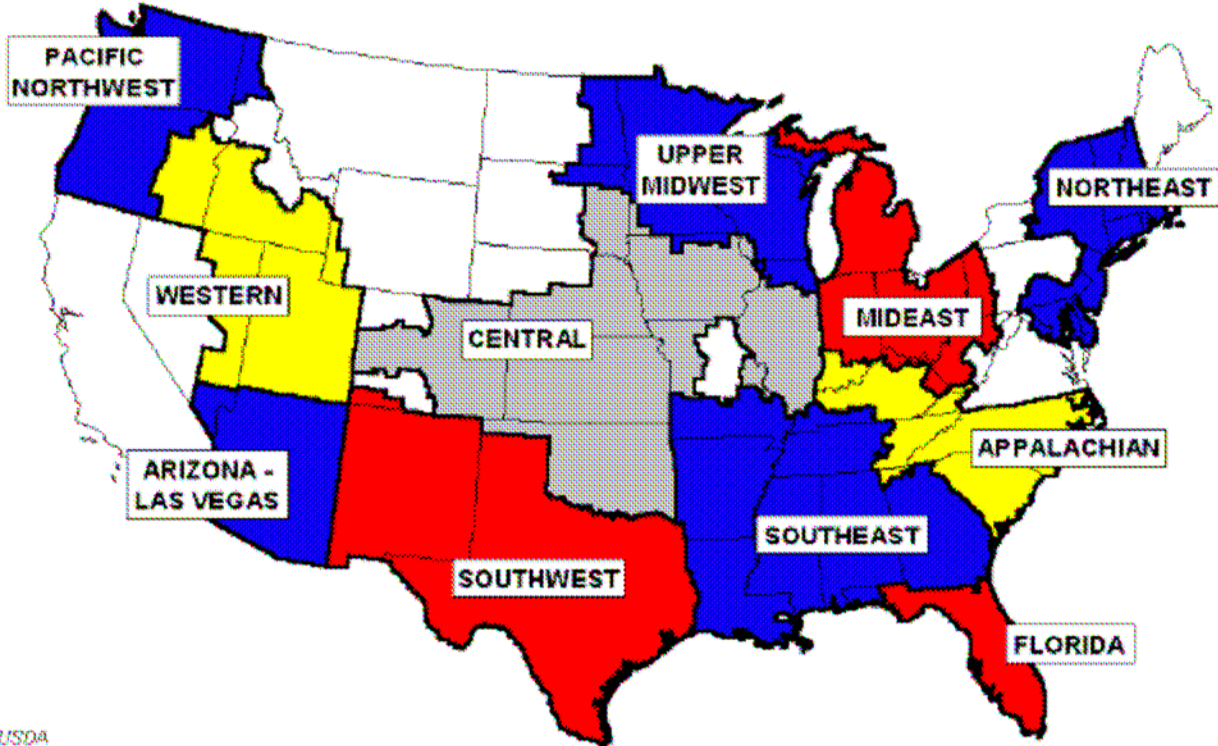 PACIFIC
NORTHWEST
UPPER
MIDWEST
NORTHEAST
WESTERN
CENTRAL
MIDEAST
ARIZONA -
LAS VEGAS
APPALACHIAN
SOUTHEAST
SOUTHWEST
FLORIDA
USDA